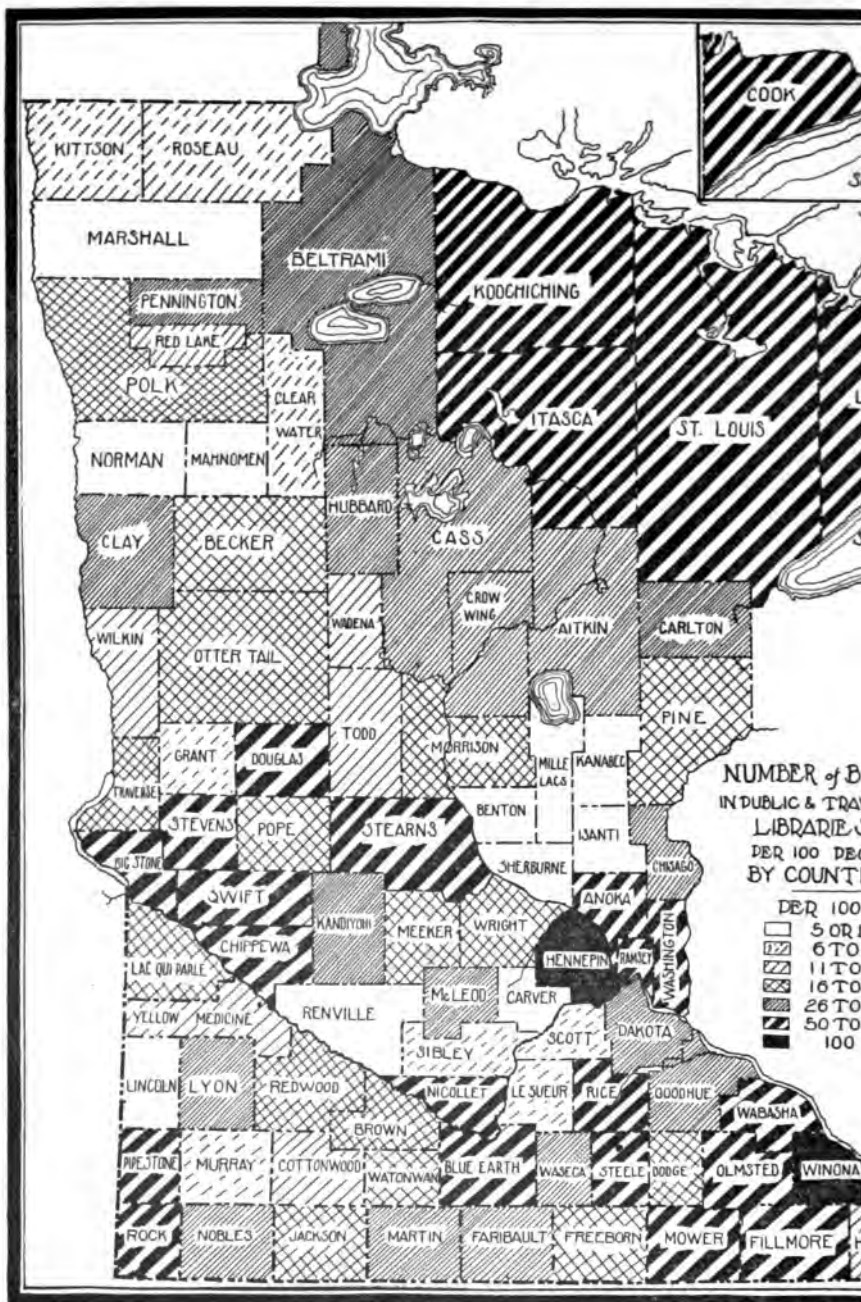 COOK
S
KITTSON
ROSEAU
MARSHALL
BELTRAMI
KOOCHICHING
PENNINGTON
RED LAKE
POLK
CLEAR
WATER
ITASCA
ST. LOUIS
L
NORMAN
MAHNOMEN
HUBBARD
CASS
CLAY
BECKER
S
CROW
WING
WADENA
AITKIN
CARLTON
WILKIN
OTTER TAIL
PINE
TODD
MORRISON
GRANT
DOUGLAS
MILLE
LACS
KANABEC
TRAVERSE
BENTON
ISANTI
STEVENS
POPE
STEARNS
SHERBURNE
CHISAGO
BIG STONE
SWIFT
ANOKA
KANDIYOHI
MEEKER
WRIGHT
WASHINGTON
CHIPPEWA
HENNEPIN
RAMSEY
LAC QUI PARLE
McLEOD
CARVER
RENVILLE
YELLOW MEDICINE
SCOTT
DAKOTA
SIBLEY
LINCOLN
LYON
REDWOOD
NICOLLET
LE SUEUR
RICE
GOODHUE
WABASHA
BROWN
PIPESTONE
MURRAY
COTTONWOOD
WATONWAN
BLUE EARTH
WASECA
STEELE
DODGE
OLMSTED
WINONA
ROCK
NOBLES
JACKSON
MARTIN
FARIBAULT
FREEBORN
MOWER
FILLMORE
H
NUMBER of B
IN PUBLIC & TRA
LIBRARIES
PER 100 PEO
BY COUNTI
PER 100
5 OR L
6 TO
11 TO
16 TO
26 TO
50 TO
100